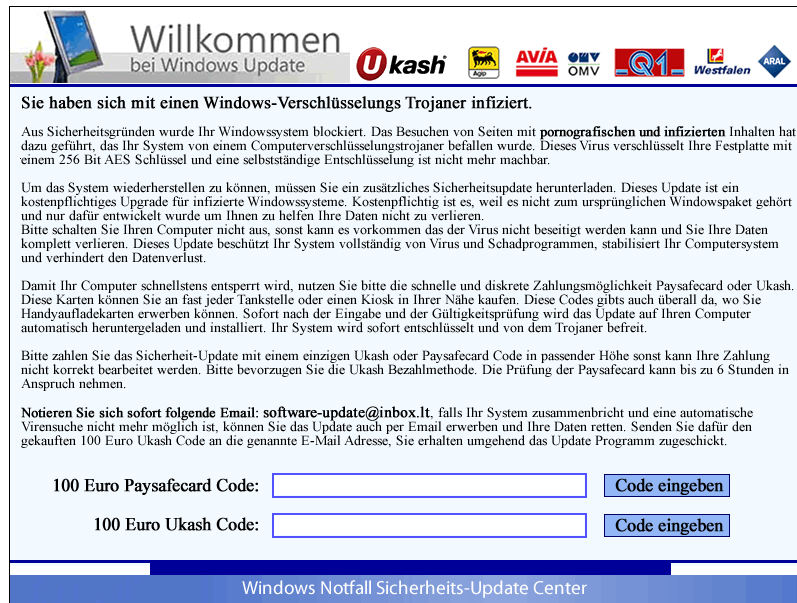 Willkommen
bei Windows Update
Ukash
Agip
AVIA
OMV
Q1
Westfalen
ARAL
Sie haben sich mit einen Windows-Verschlüsselungs Trojaner infiziert.
Aus Sicherheitsgründen wurde Ihr Windowssystem blockiert. Das Besuchen von Seiten mit pornografischen und infizierten Inhalten hat
dazu geführt, das Ihr System von einem Computerverschlüsselungstrojaner befallen wurde. Dieses Virus verschlüsselt Ihre Festplatte mit
einem 256 Bit AES Schlüssel und eine selbstständige Entschlüsselung ist nicht mehr machbar.
Um das System wiederherstellen zu können, müssen Sie ein zusätzliches Sicherheitsupdate herunterladen. Dieses Update ist ein
kostenpflichtiges Upgrade für infizierte Windowssysteme. Kostenpflichtig ist es, weil es nicht zum ursprünglichen Windowspaket gehört
und nur dafür entwickelt wurde um Ihnen zu helfen Ihre Daten nicht zu verlieren.
Bitte schalten Sie Ihren Computer nicht aus, sonst kann es vorkommen das der Virus nicht beseitigt werden kann und Sie Ihre Daten
komplett verlieren. Dieses Update beschützt Ihr System vollständig von Virus und Schadprogrammen, stabilisiert Ihr Computersystem
und verhindert den Datenverlust.
Damit Ihr Computer schnellstens entsperrt wird, nutzen Sie bitte die schnelle und diskrete Zahlungsmöglichkeit Paysafecard oder Ukash.
Diese Karten können Sie an fast jeder Tankstelle oder einen Kiosk in Ihrer Nähe kaufen. Diese Codes gibts auch überall da, wo Sie
Handyaufladekarten erwerben können. Sofort nach der Eingabe und der Gültigkeitsprüfung wird das Update auf Ihren Computer
automatisch heruntergeladen und installiert. Ihr System wird sofort entschlüsselt und von dem Trojaner befreit.
Bitte zahlen Sie das Sicherheit-Update mit einem einzigen Ukash oder Paysafecard Code in passender Höhe sonst kann Ihre Zahlung
nicht korrekt bearbeitet werden. Bitte bevorzugen Sie die Ukash Bezahlmethode. Die Prüfung der Paysafecard kann bis zu 6 Stunden in
Anspruch nehmen.
Notieren Sie sich sofort folgende Email: software-update@inbox.lt, falls Ihr System zusammenbricht und eine automatische
Virensuche nicht mehr möglich ist, können Sie das Update auch per Email erwerben und Ihre Daten retten. Senden Sie dafür den
gekauften 100 Euro Ukash Code an die genannte E-Mail Adresse, Sie erhalten umgehend das Update Programm zugeschickt.
100 Euro Paysafecard Code: Code eingeben
100 Euro Ukash Code: Code eingeben
Windows Notfall Sicherheits-Update Center